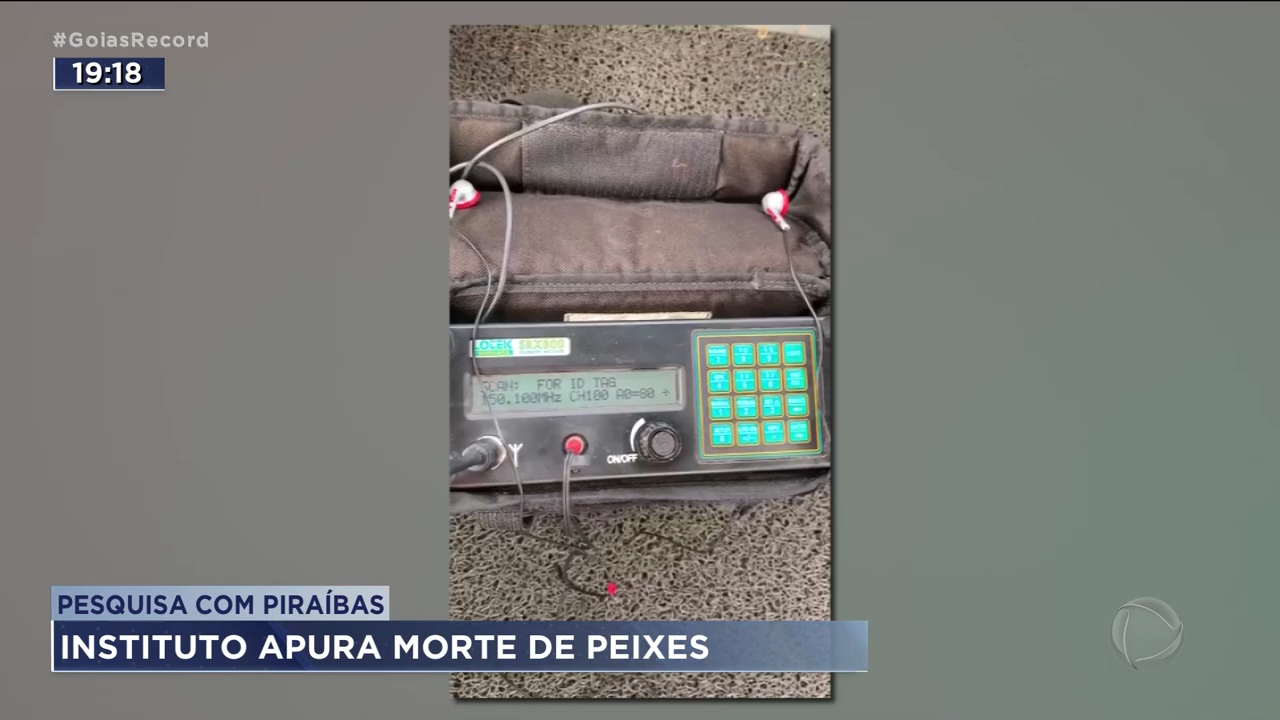 #GoiasRecord
19:18
LOTEK SRX800
SCAN: FOR ID TAG
150.100MHz CH100 A0=80 →
ON/OFF
PESQUISA COM PIRAÍBAS
INSTITUTO APURA MORTE DE PEIXES